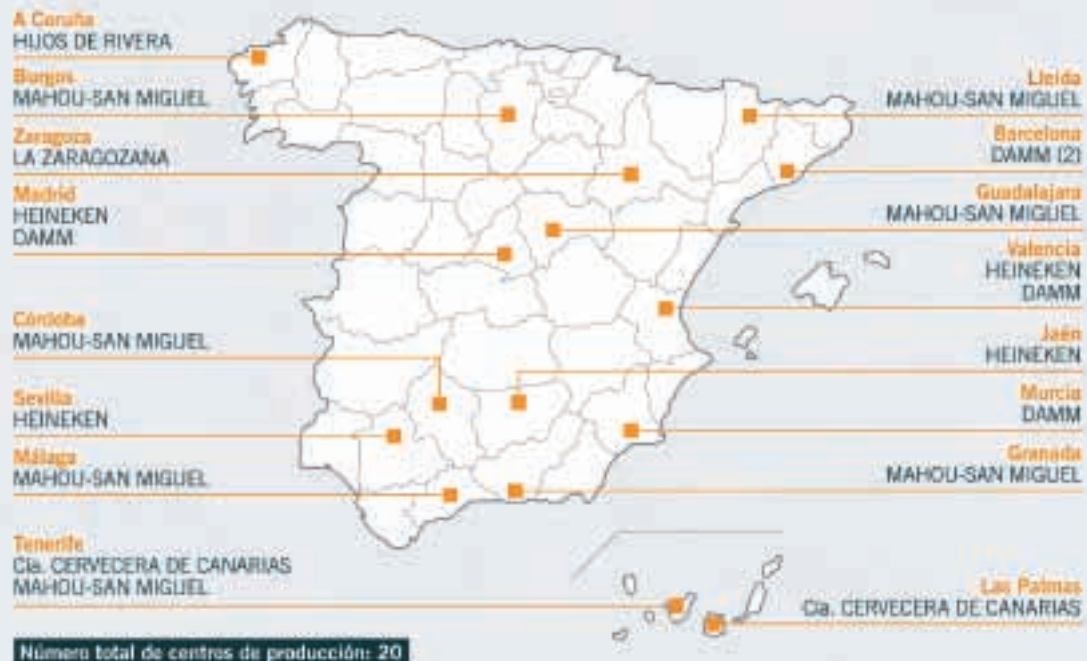 A Coruña
HIJOS DE RIVERA
Burgos
MAHOU-SAN MIGUEL
Zaragoza
LA ZARAGOZANA
Madrid
HEINEKEN
DAMM
Córdoba
MAHOU-SAN MIGUEL
Sevilla
HEINEKEN
Málaga
MAHOU-SAN MIGUEL
Tenerife
Cía. CERVECERA DE CANARIAS
MAHOU-SAN MIGUEL
Lleida
MAHOU-SAN MIGUEL
Barcelona
DAMM (2)
Guadalajara
MAHOU-SAN MIGUEL
Valencia
HEINEKEN
DAMM
Jaén
HEINEKEN
Murcia
DAMM
Granada
MAHOU-SAN MIGUEL
Las Palmas
Cía. CERVECERA DE CANARIAS
Número total de centros de producción: 20